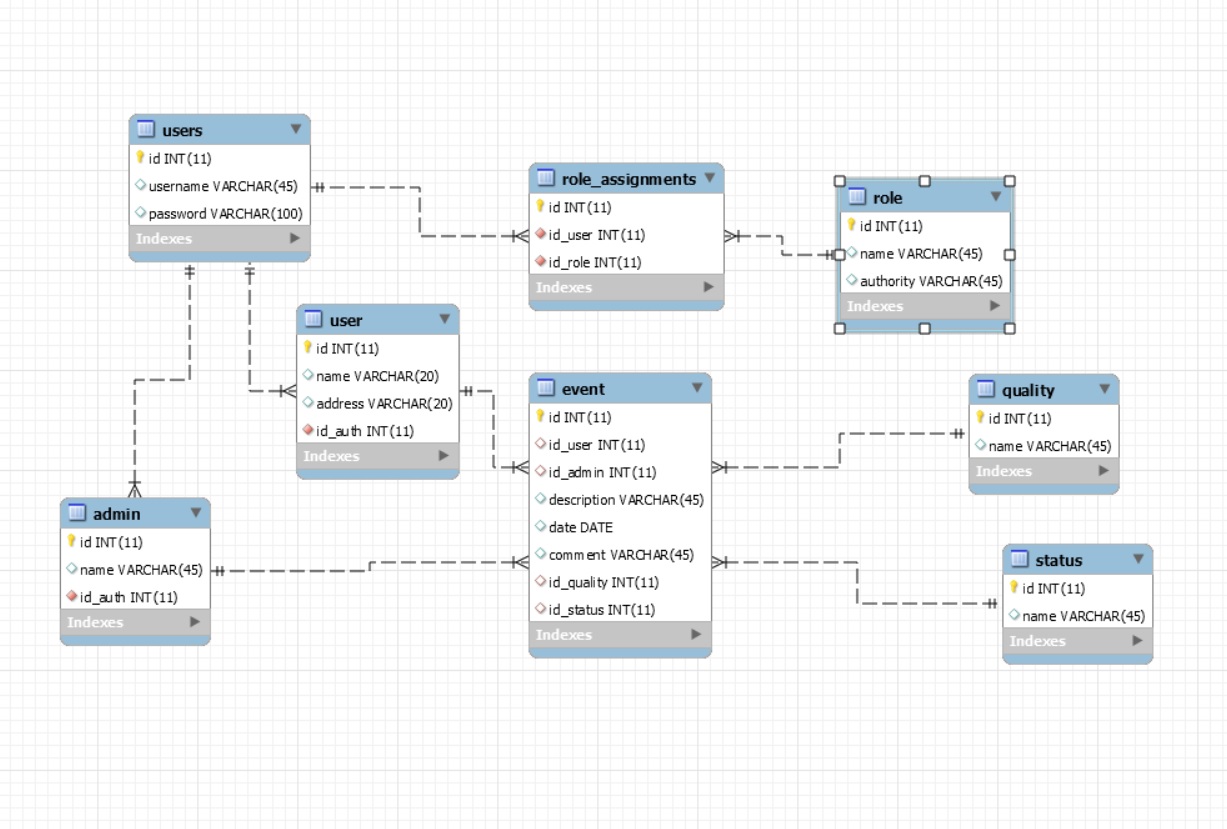 users
id INT(11)
username VARCHAR(45)
password VARCHAR(100)
Indexes
role_assignments
id INT(11)
id_user INT(11)
id_role INT(11)
Indexes
role
id INT(11)
name VARCHAR(45)
authority VARCHAR(45)
Indexes
user
id INT(11)
name VARCHAR(20)
address VARCHAR(20)
id_auth INT(11)
Indexes
event
id INT(11)
id_user INT(11)
id_admin INT(11)
description VARCHAR(45)
date DATE
comment VARCHAR(45)
id_quality INT(11)
id_status INT(11)
Indexes
quality
id INT(11)
name VARCHAR(45)
Indexes
admin
id INT(11)
name VARCHAR(45)
id_auth INT(11)
Indexes
status
id INT(11)
name VARCHAR(45)
Indexes